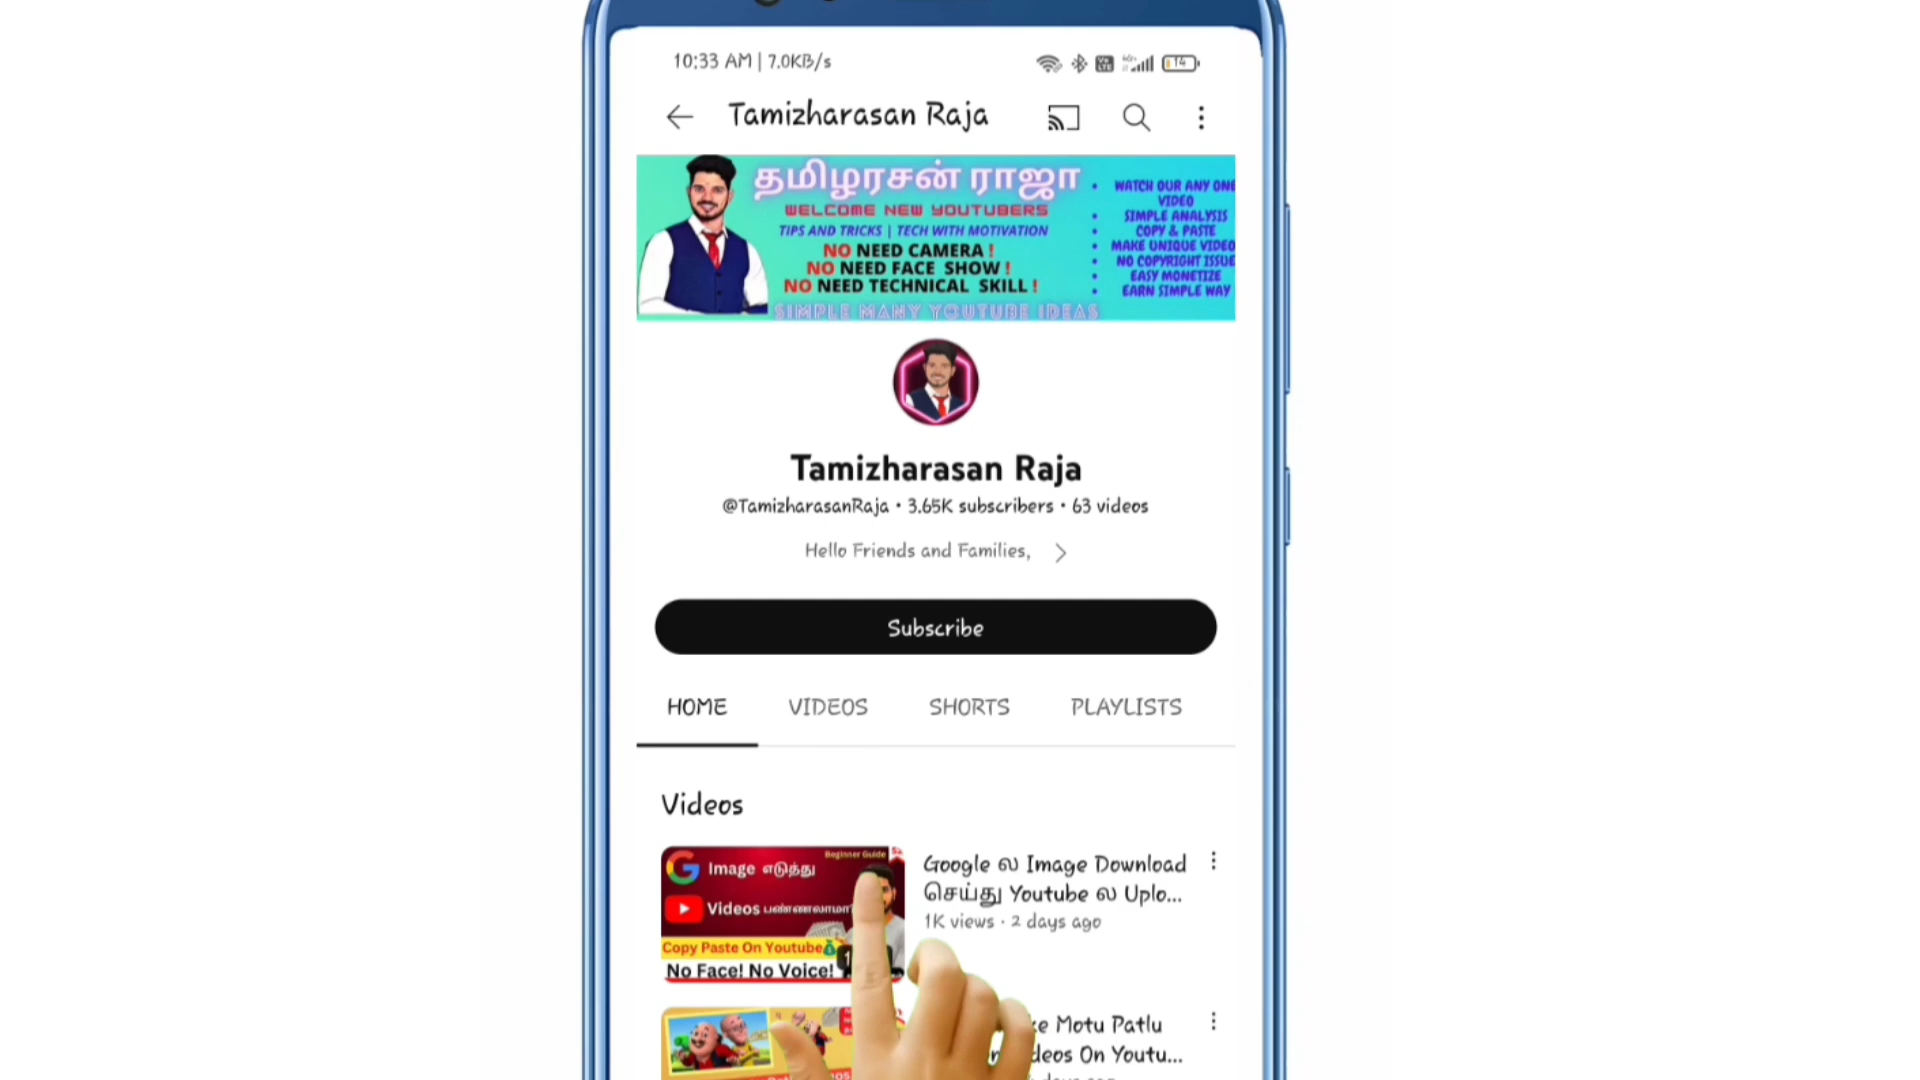 10:33 AM | 7.0KB/s
14
Tamizharasan Raja
தமிழரசன் ராஜா
WELCOME NEW YOUTUBERS
TIPS AND TRICKS | TECH WITH MOTIVATION
NO NEED CAMERA !
NO NEED FACE SHOW !
NO NEED TECHNICAL SKILL !
SIMPLE MANY YOUTUBE IDEAS
• WATCH OUR ANY ONE
VIDEO
• SIMPLE ANALYSIS
• COPY & PASTE
• MAKE UNIQUE VIDEO
• NO COPYRIGHT ISSUE
• EASY MONETIZE
• EARN SIMPLE WAY
Tamizharasan Raja
@TamizharasanRaja • 3.65K subscribers • 63 videos
Hello Friends and Families,
Subscribe
HOME VIDEOS SHORTS PLAYLISTS
Videos
Beginner Guide
Image எடுத்து
Videos பண்ணலாமா
Copy Paste On Youtube
No Face! No Voice!
Google ல Image Download
செய்து Youtube ல Uplo...
1K views · 2 days ago
Motu Patlu
On Youtu...
days ago